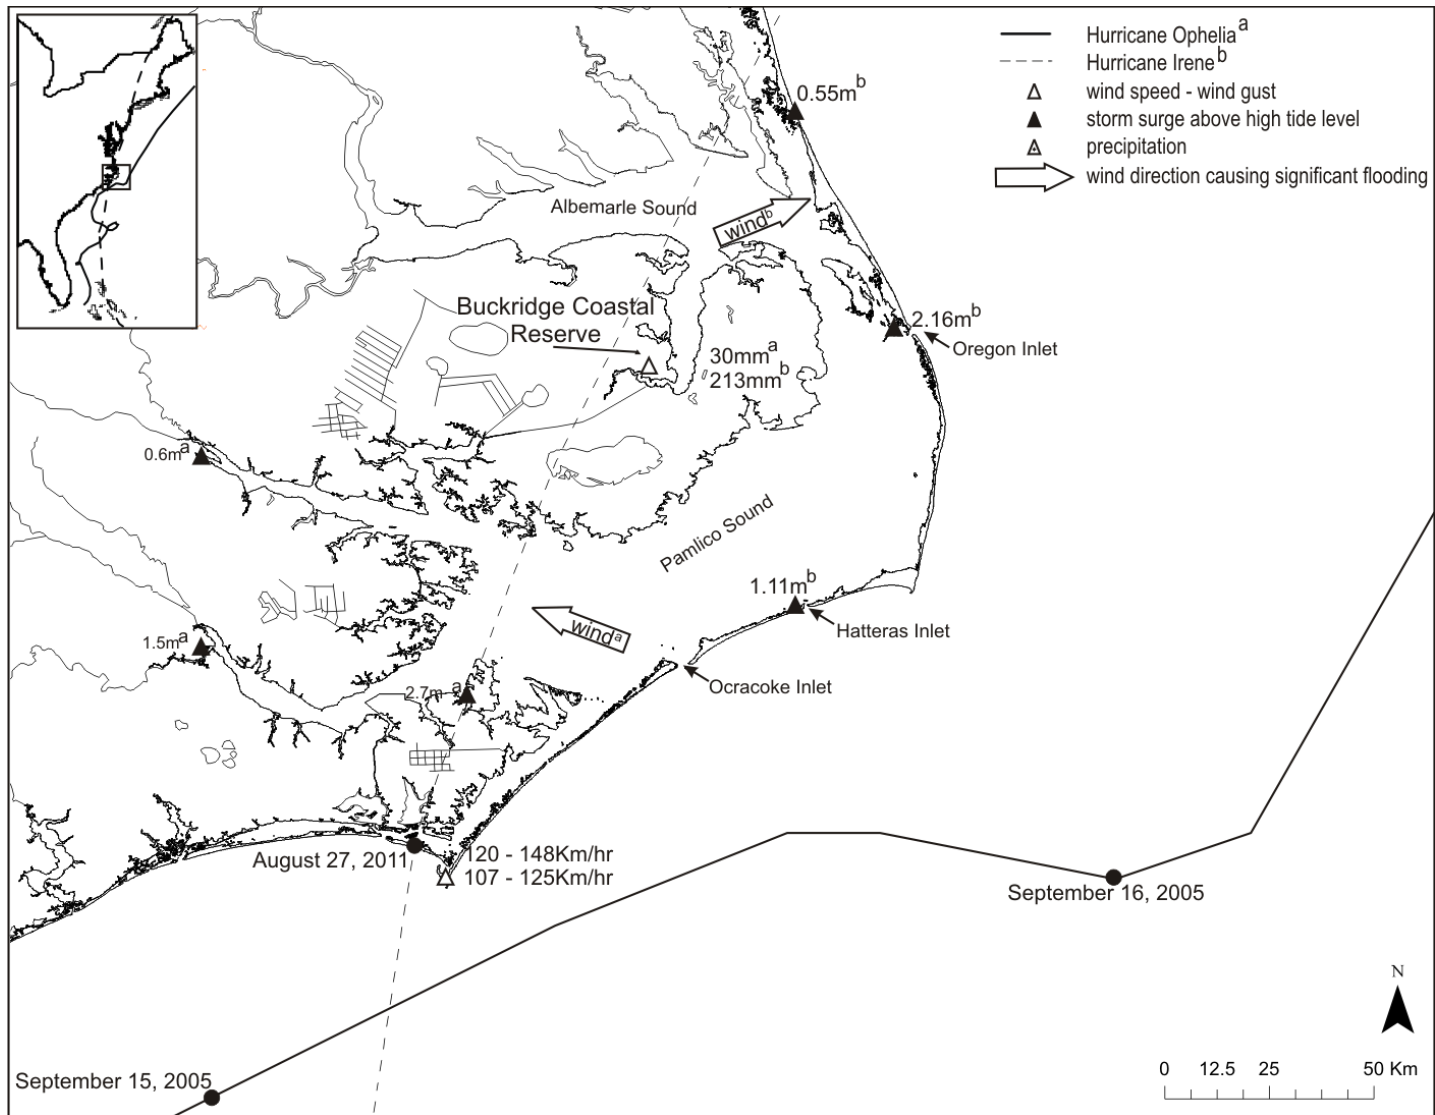 Hurricane Ophelia a
Hurricane Irene b
wind speed - wind gust
storm surge above high tide level
precipitation
wind direction causing significant flooding
0.55m b
Albemarle Sound
wind b
Buckridge Coastal
Reserve
2.16m b
Oregon Inlet
30mm a
213mm b
0.6m a
Pamlico Sound
1.11m b
Hatteras Inlet
wind a
1.5m a
Ocracoke Inlet
2.7m a
August 27, 2011
120 - 148Km/hr
107 - 125Km/hr
September 16, 2005
September 15, 2005
N
0 12.5 25 50 Km